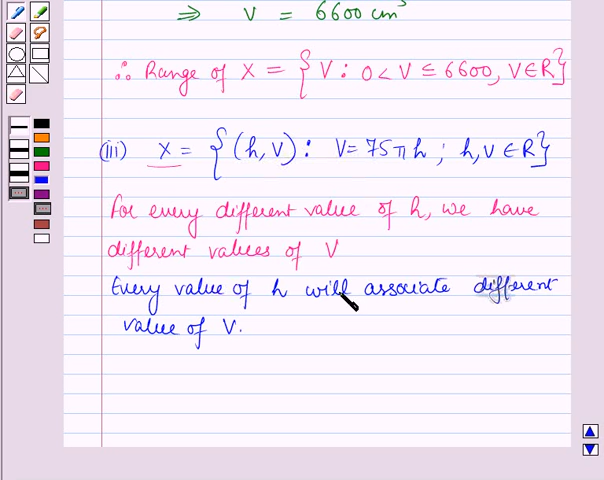 ⇒ V = 6600 cm³
∴ Range of X = {V : 0 < V ≤ 6600, V ∈ R}
(iii) X = {(h, V) : V = 75πh ; h, V ∈ R}
For every different value of h, we have
different values of V
Every value of h will associate different
value of V.